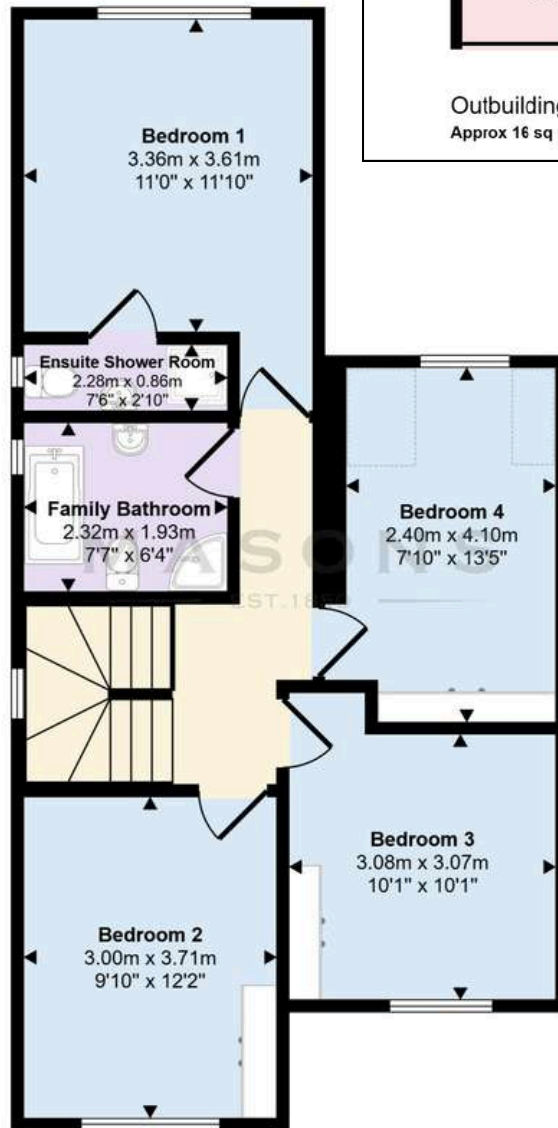 Outbuilding
Approx 16 sq
Bedroom 1
3.36m x 3.61m
11'0" x 11'10"
Ensuite Shower Room
2.28m x 0.86m
7'6" x 2'10"
Family Bathroom
2.32m x 1.93m
7'7" x 6'4"
Bedroom 4
2.40m x 4.10m
7'10" x 13'5"
MASONS
EST.1850
Bedroom 3
3.08m x 3.07m
10'1" x 10'1"
Bedroom 2
3.00m x 3.71m
9'10" x 12'2"